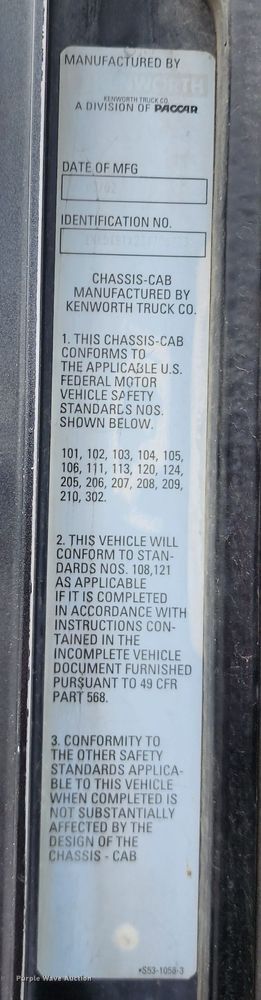 MANUFACTURED BY
KENWORTH TRUCK CO.
A DIVISION OF PACCAR
DATE OF MFG
IDENTIFICATION NO.
CHASSIS-CAB
MANUFACTURED BY
KENWORTH TRUCK CO.
1. THIS CHASSIS-CAB
CONFORMS TO
THE APPLICABLE U.S.
FEDERAL MOTOR
VEHICLE SAFETY
STANDARDS NOS.
SHOWN BELOW.
101, 102, 103, 104, 105,
106, 111, 113, 120, 124,
205, 206, 207, 208, 209,
210, 302.
2. THIS VEHICLE WILL
CONFORM TO STAN-
DARDS NOS. 108,121
AS APPLICABLE
IF IT IS COMPLETED
IN ACCORDANCE WITH
INSTRUCTIONS CON-
TAINED IN THE
INCOMPLETE VEHICLE
DOCUMENT FURNISHED
PURSUANT TO 49 CFR
PART 568.
3. CONFORMITY TO
THE OTHER SAFETY
STANDARDS APPLICA-
BLE TO THIS VEHICLE
WHEN COMPLETED IS
NOT SUBSTANTIALLY
AFFECTED BY THE
DESIGN OF THE
CHASSIS - CAB
*S53-1058-3
Purple Wave Auction